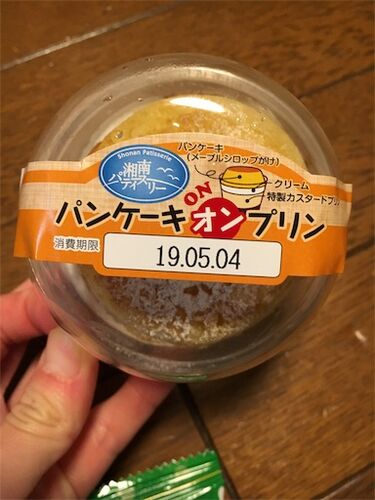 Shonan Patisserie
湘南
パティスリー
パンケーキ
(メープルシロップがけ)
クリーム
特製カスタードプリ
ON
パンケーキオンプリン
消費期限
19.05.04